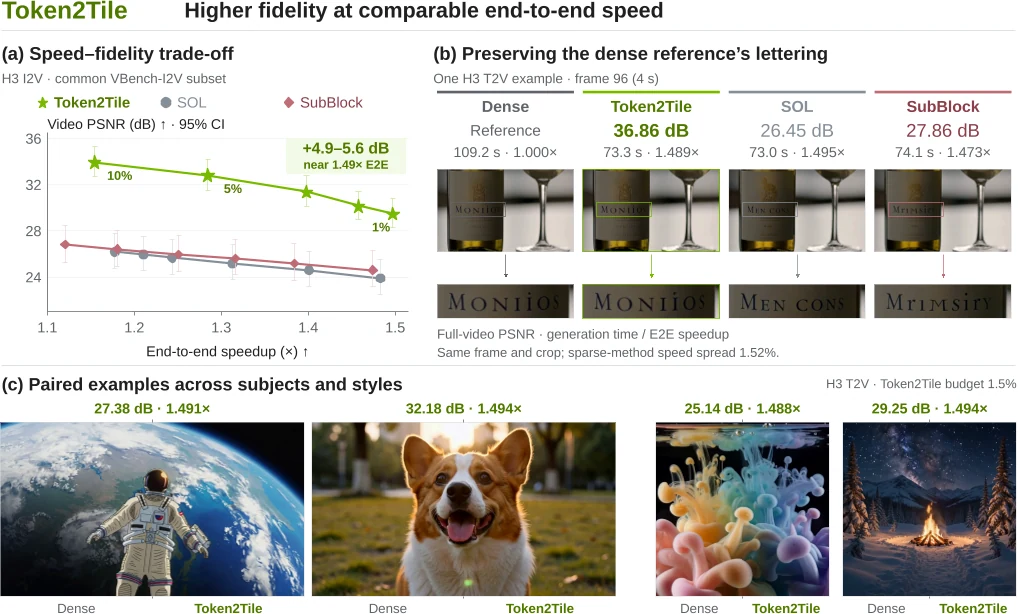 Token2Tile Higher fidelity at comparable end-to-end speed
(a) Speed–fidelity trade-off
H3 I2V · common VBench-I2V subset
Token2Tile SOL SubBlock
Video PSNR (dB) ↑ · 95% CI
36
32
28
24
+4.9–5.6 dB
near 1.49× E2E
10%
5%
1%
1.1 1.2 1.3 1.4 1.5
End-to-end speedup (×) ↑
(b) Preserving the dense reference’s lettering
One H3 T2V example · frame 96 (4 s)
Dense Token2Tile SOL SubBlock
Reference 36.86 dB 26.45 dB 27.86 dB
109.2 s · 1.000× 73.3 s · 1.489× 73.0 s · 1.495× 74.1 s · 1.473×
Moniios Moniios Men cons Mrimsiry
Moniios Moniios Men cons Mrimsiry
Full-video PSNR · generation time / E2E speedup
Same frame and crop; sparse-method speed spread 1.52%.
(c) Paired examples across subjects and styles
H3 T2V · Token2Tile budget 1.5%
27.38 dB · 1.491× 32.18 dB · 1.494× 25.14 dB · 1.488× 29.25 dB · 1.494×
Dense Token2Tile Dense Token2Tile Dense Token2Tile Dense Token2Tile